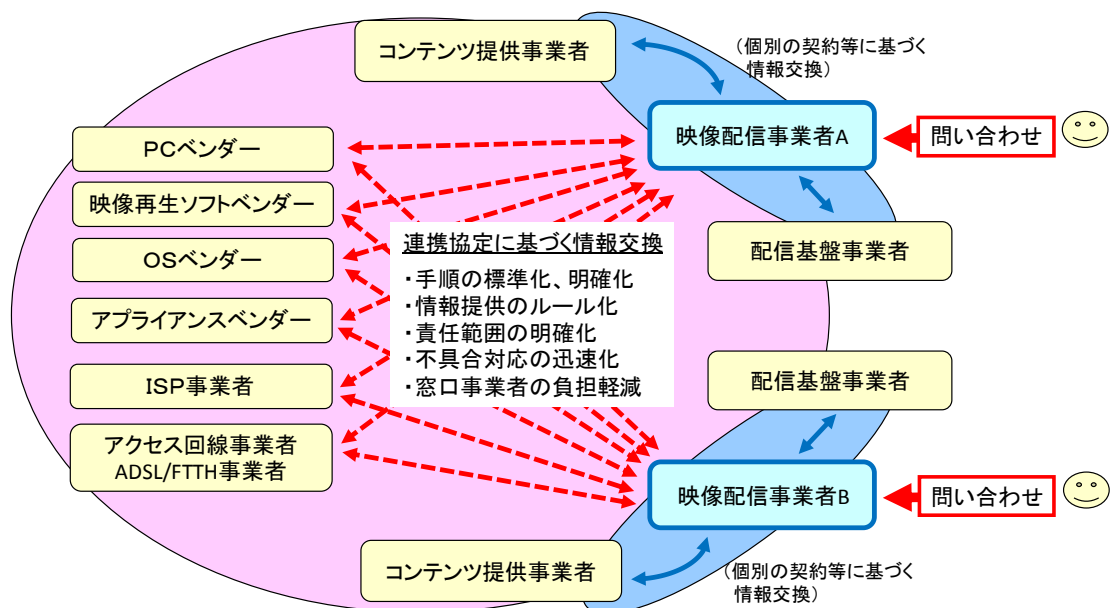 コンテンツ提供事業者
（個別の契約等に基づく
情報交換）
映像配信事業者A
問い合わせ
PCベンダー
映像再生ソフトベンダー
OSベンダー
アプライアンスベンダー
ISP事業者
アクセス回線事業者
ADSL/FTTH事業者
連携協定に基づく情報交換
・手順の標準化、明確化
・情報提供のルール化
・責任範囲の明確化
・不具合対応の迅速化
・窓口事業者の負担軽減
配信基盤事業者
配信基盤事業者
映像配信事業者B
問い合わせ
コンテンツ提供事業者
（個別の契約等に基づく
情報交換）